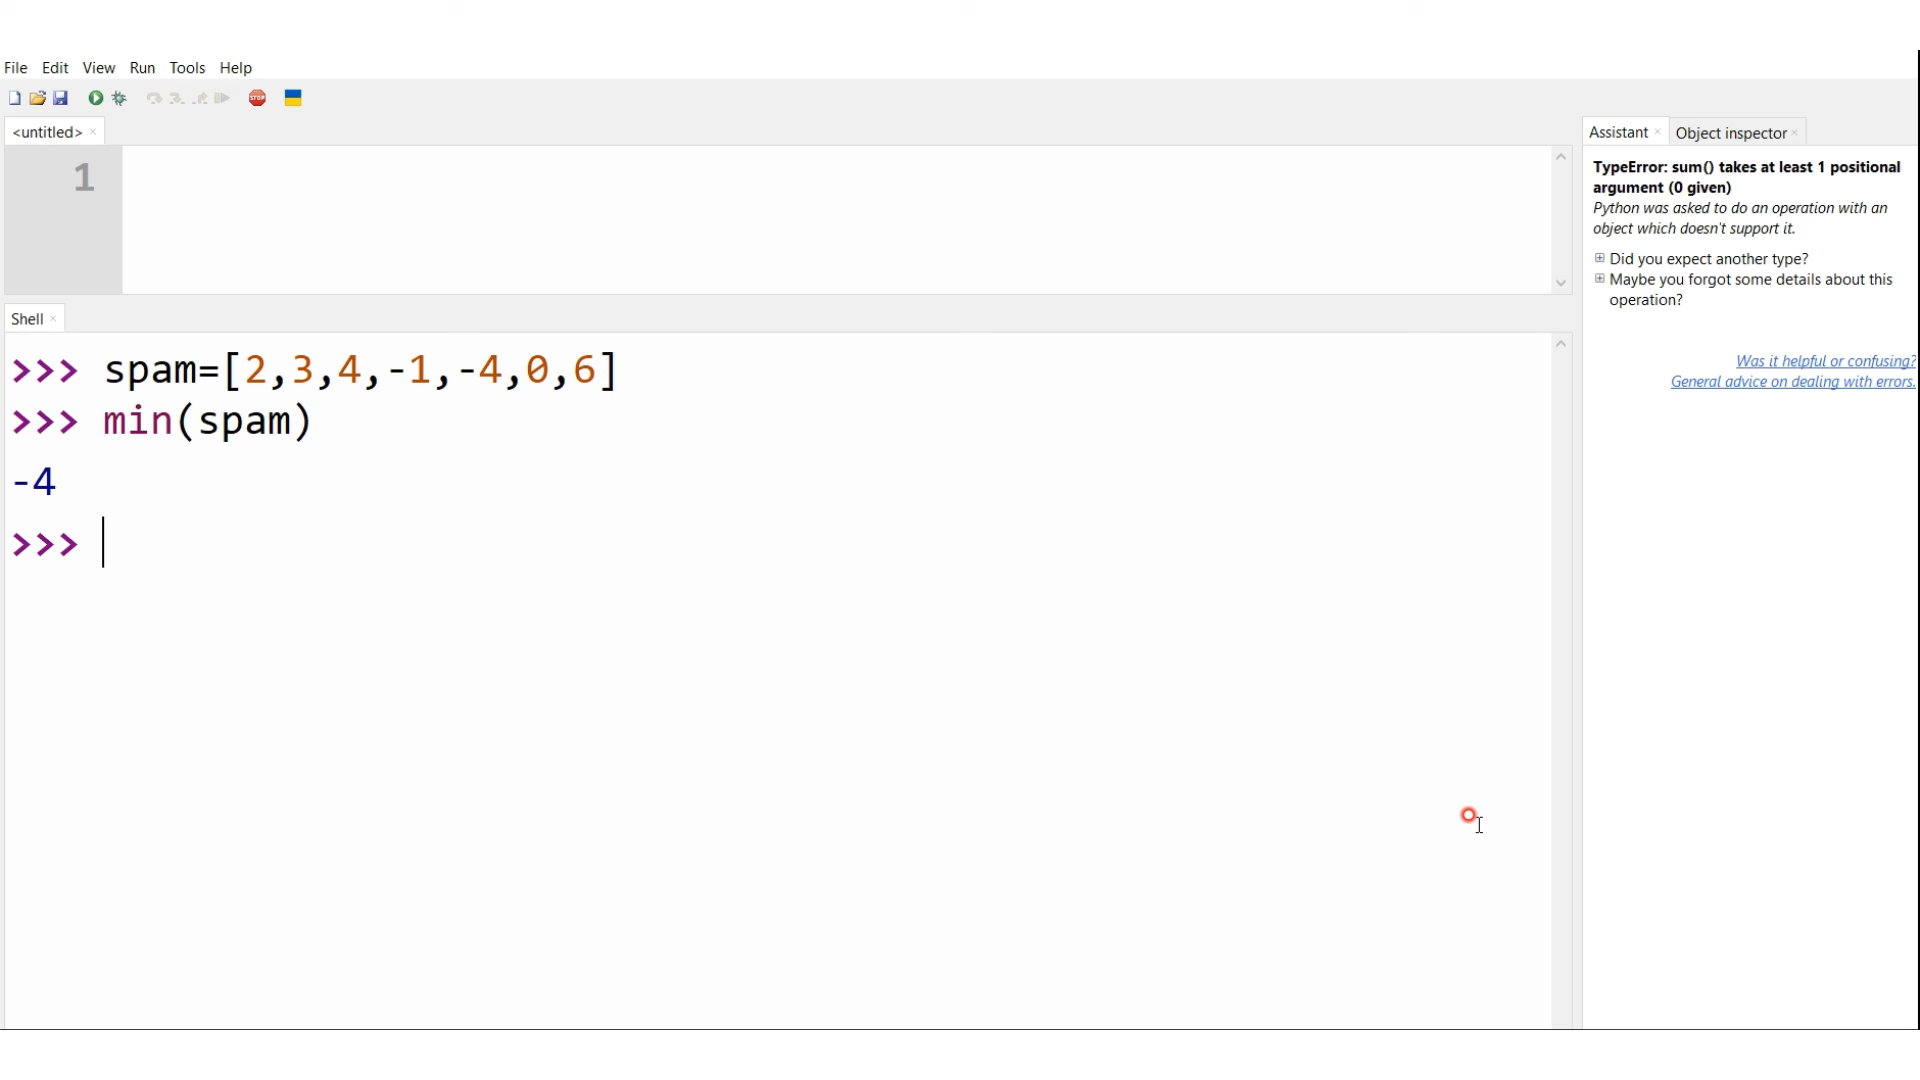 File Edit View Run Tools Help
STOP
<untitled> ×
1
Assistant × Object inspector ×
TypeError: sum() takes at least 1 positional
argument (0 given)
Python was asked to do an operation with an
object which doesn't support it.
Did you expect another type?
Maybe you forgot some details about this
operation?
Was it helpful or confusing?
General advice on dealing with errors.
Shell ×
>>> spam=[2,3,4,-1,-4,0,6]
>>> min(spam)
-4
>>>